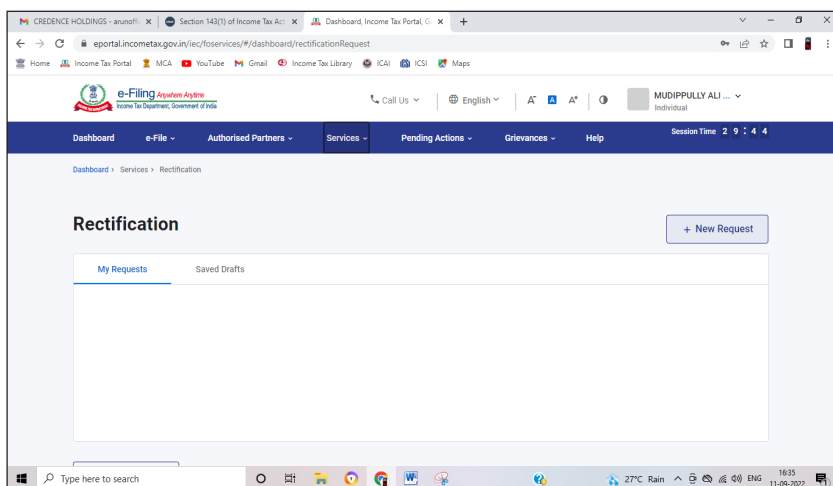 CREDENCE HOLDINGS - arunoffi
Section 143(1) of Income Tax Act
Dashboard, Income Tax Portal, G
eportal.incometax.gov.in/iec/foservices/#/dashboard/rectificationRequest
Home Income Tax Portal MCA YouTube Gmail Income Tax Library ICAI ICSI Maps
e-Filing Anywhere Anytime
Income Tax Department, Government of India
Call Us English A- A A+ MUDIPPULLY ALI ...
Individual
Dashboard e-File Authorised Partners Services Pending Actions Grievances Help Session Time 2 9 : 4 4
Dashboard > Services > Rectification
Rectification
+ New Request
My Requests Saved Drafts
Type here to search
27°C Rain ENG 16:35
11-09-2022